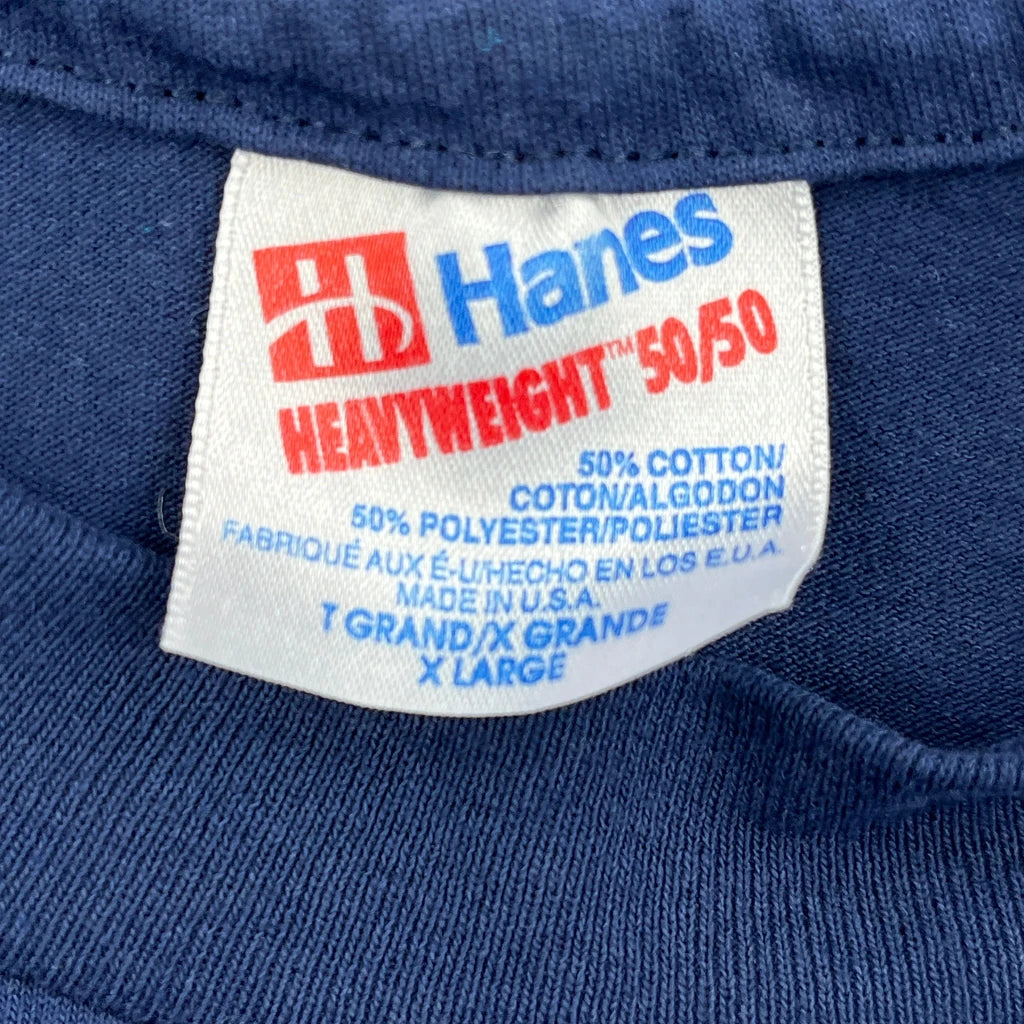 Hanes
HEAVYWEIGHT™ 50/50
50% COTTON/
COTON/ALGODON
50% POLYESTER/POLIESTER
FABRIQUÉ AUX É-U/HECHO EN LOS E.U.A.
MADE IN U.S.A.
T GRAND/X GRANDE
X LARGE